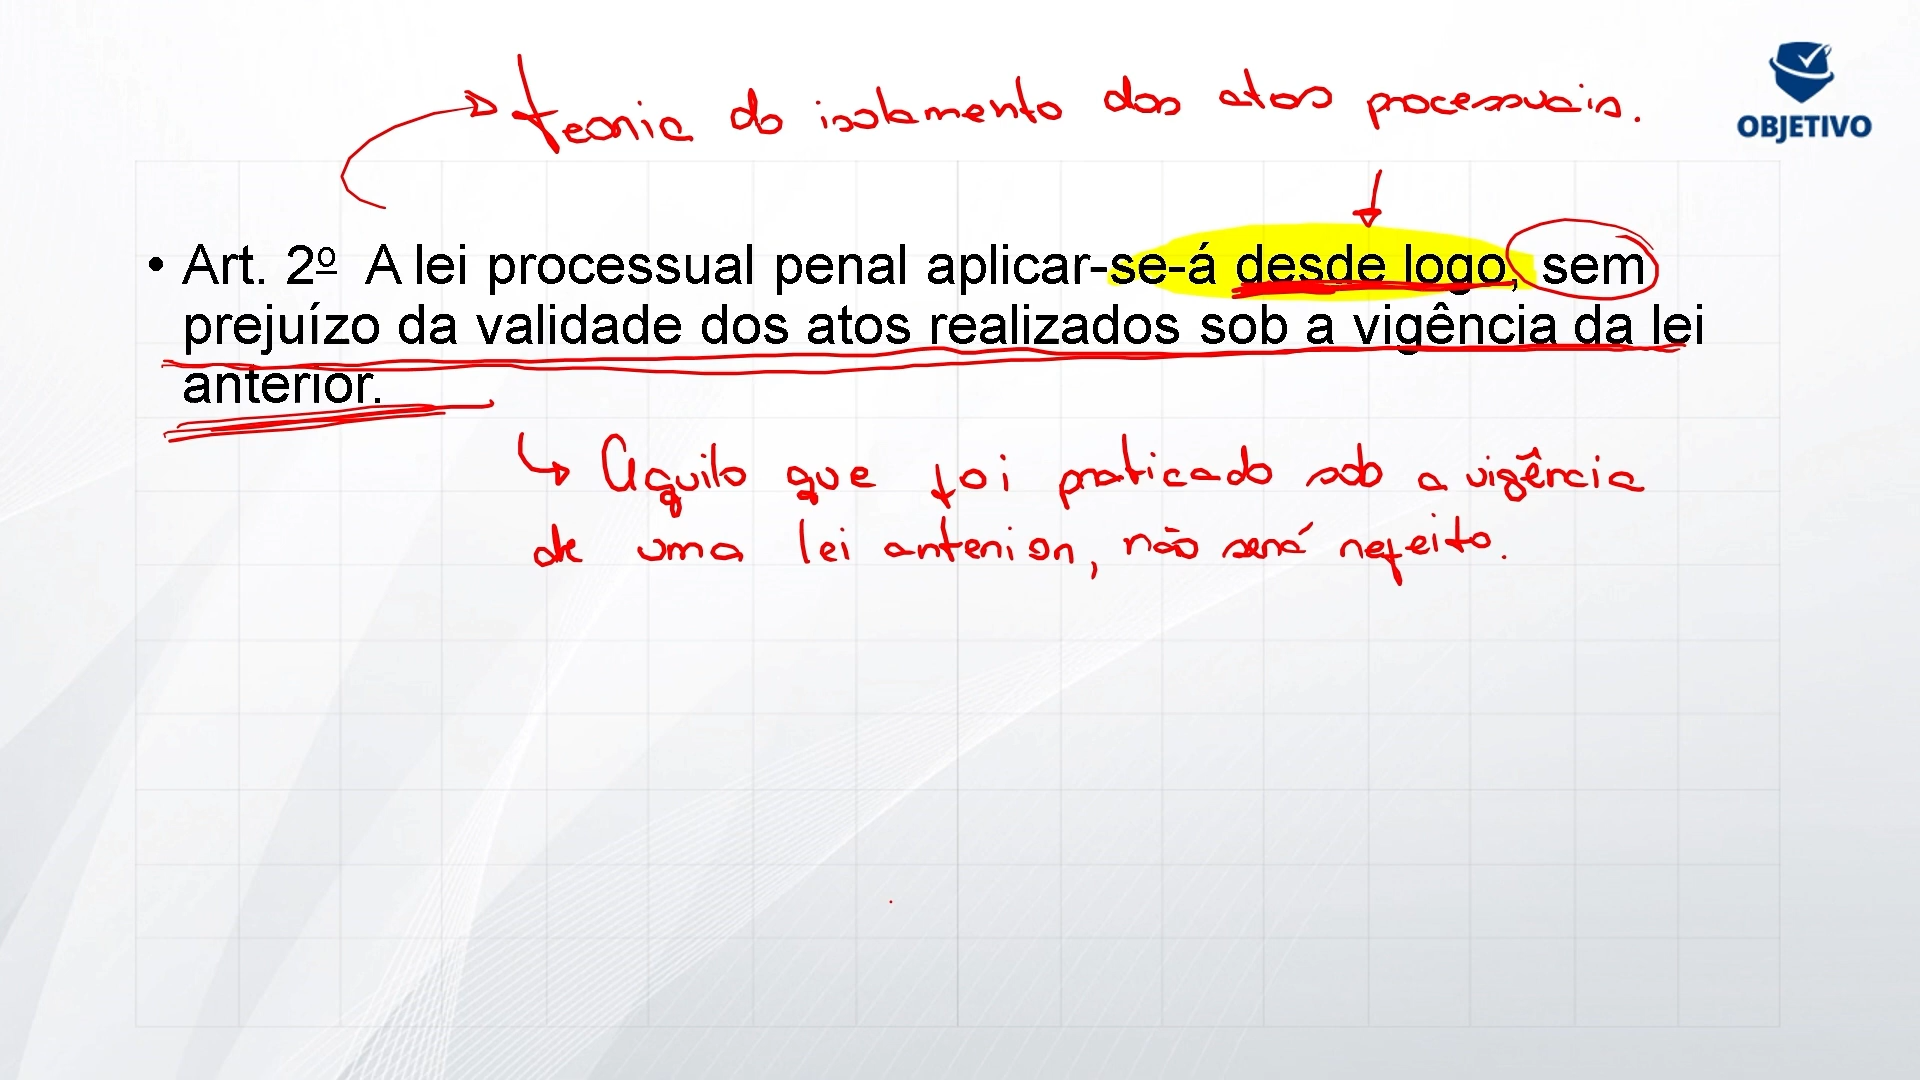 teoria do isolamento dos atos processuais.
OBJETIVO
• Art. 2º A lei processual penal aplicar-se-á desde logo, sem
prejuízo da validade dos atos realizados sob a vigência da lei
anterior.
Aquilo que foi praticado sob a vigência
de uma lei anterior, não será refeito.